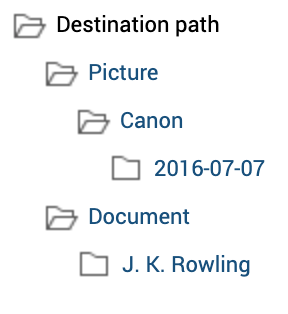 Destination path
Picture
Canon
2016-07-07
Document
J. K. Rowling